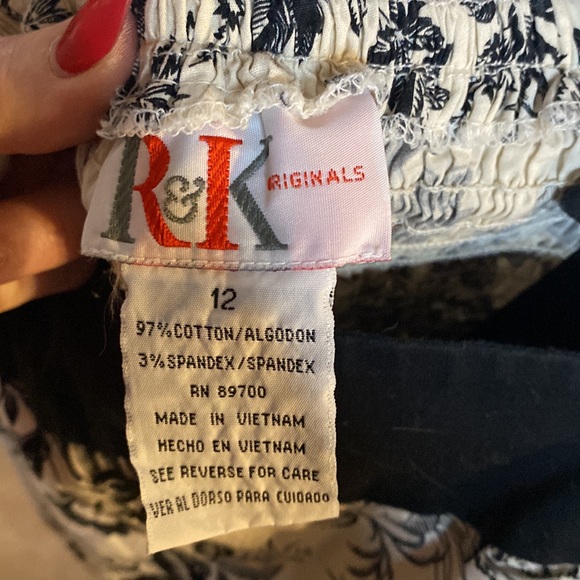 R&K ORIGINALS
12
97% COTTON/ALGODON
3% SPANDEX/SPANDEX
RN 89700
MADE IN VIETNAM
HECHO EN VIETNAM
SEE REVERSE FOR CARE
VER AL DORSO PARA CUIDADO